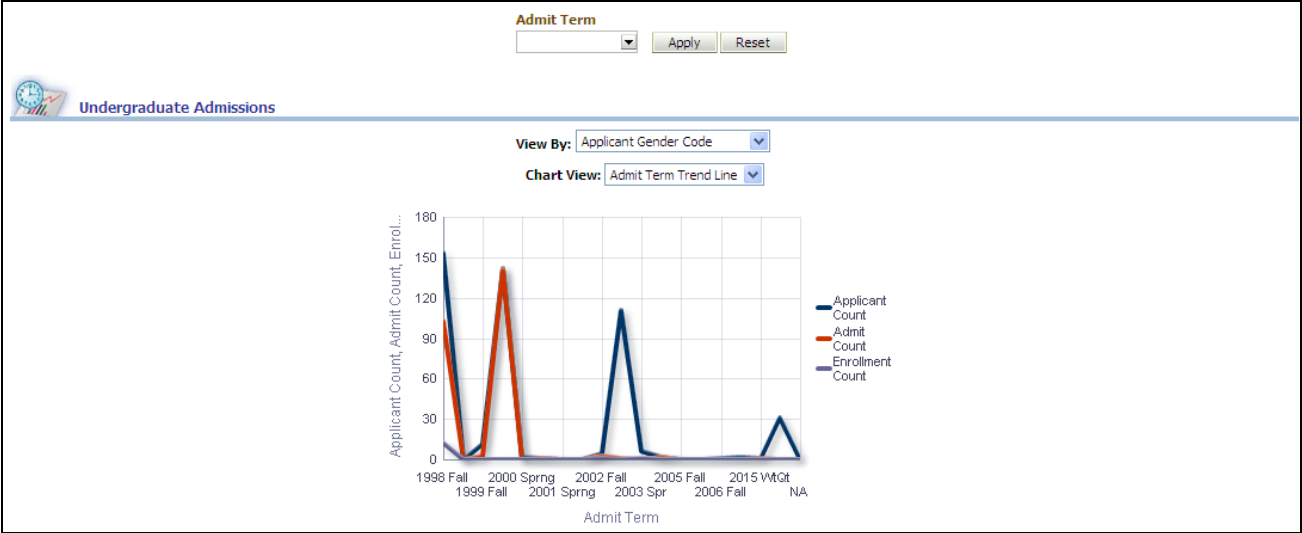 Admit Term
Apply Reset
Undergraduate Admissions
View By: Applicant Gender Code
Chart View: Admit Term Trend Line
Applicant Count, Admit Count, Enrol...
180
150
120
90
60
30
0
1998 Fall 2000 Sprng 2002 Fall 2005 Fall 2015 WtQt
1999 Fall 2001 Sprng 2003 Spr 2006 Fall NA
Admit Term
Applicant
Count
Admit
Count
Enrollment
Count